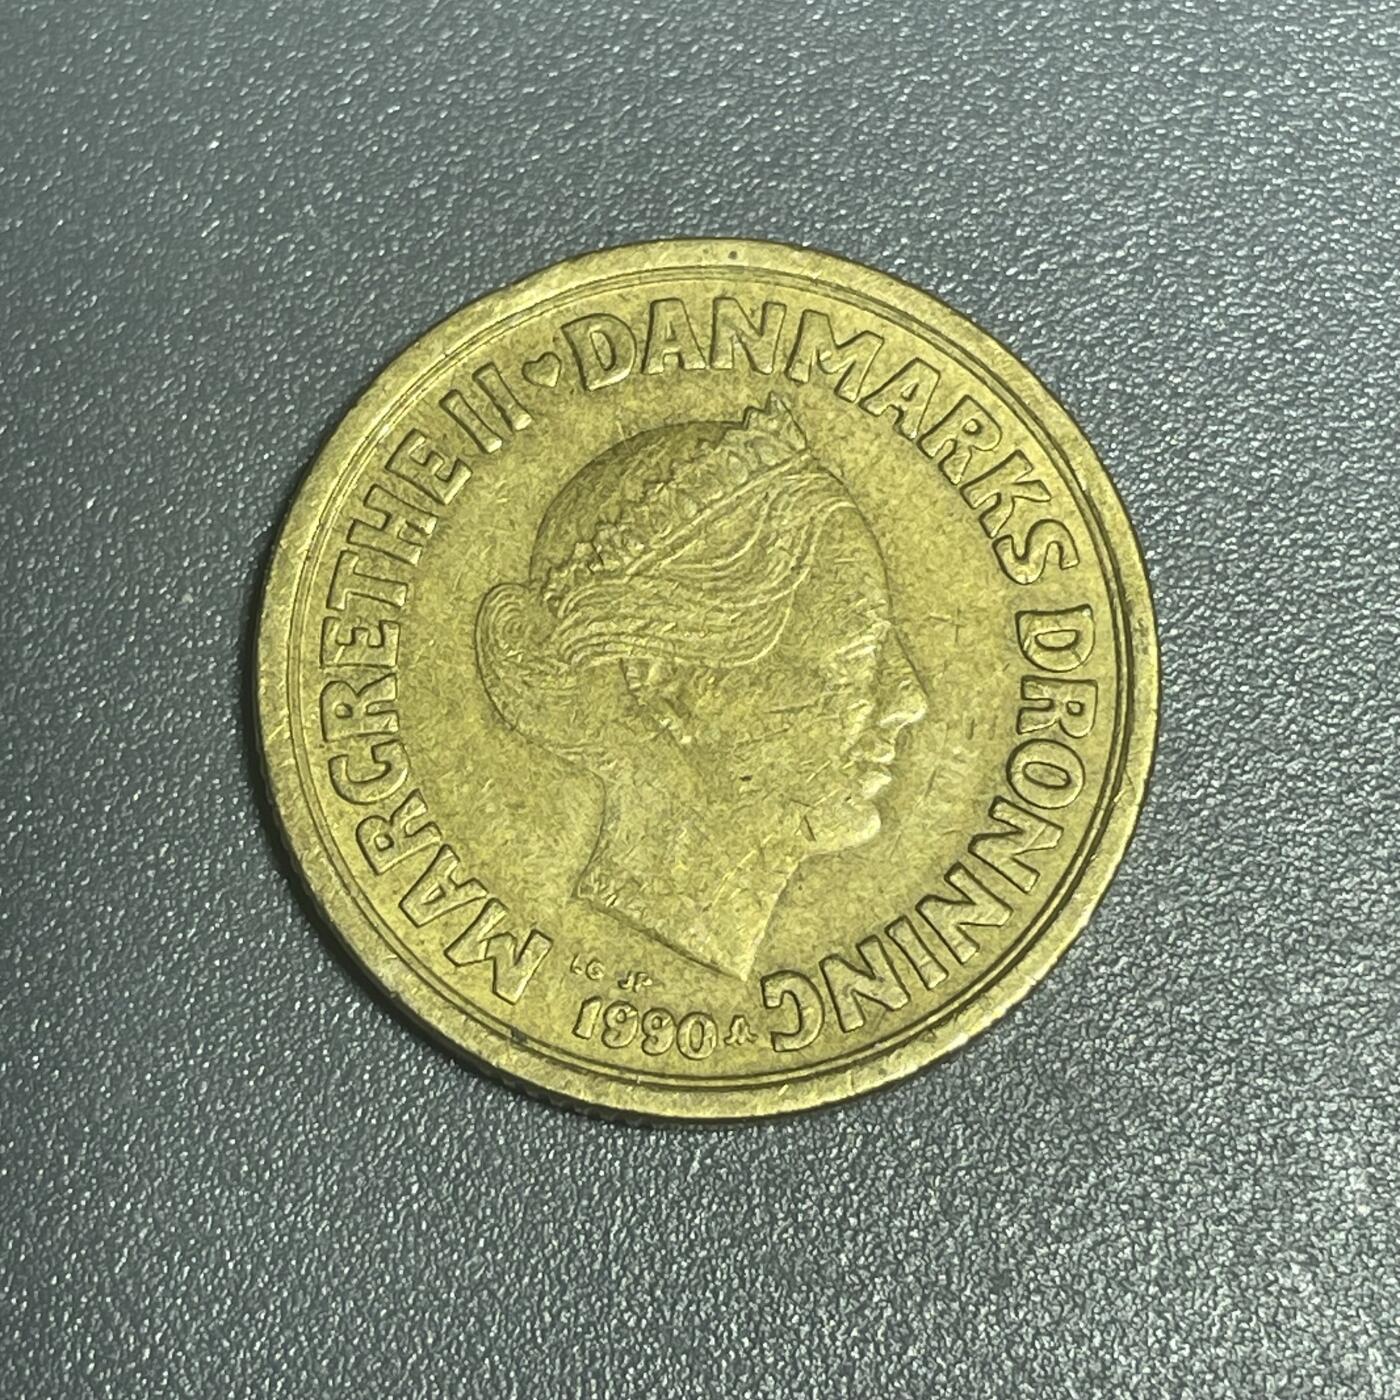 MARGRETHE II ♥ DANMARKS DRONNING
LG JP
1990 A